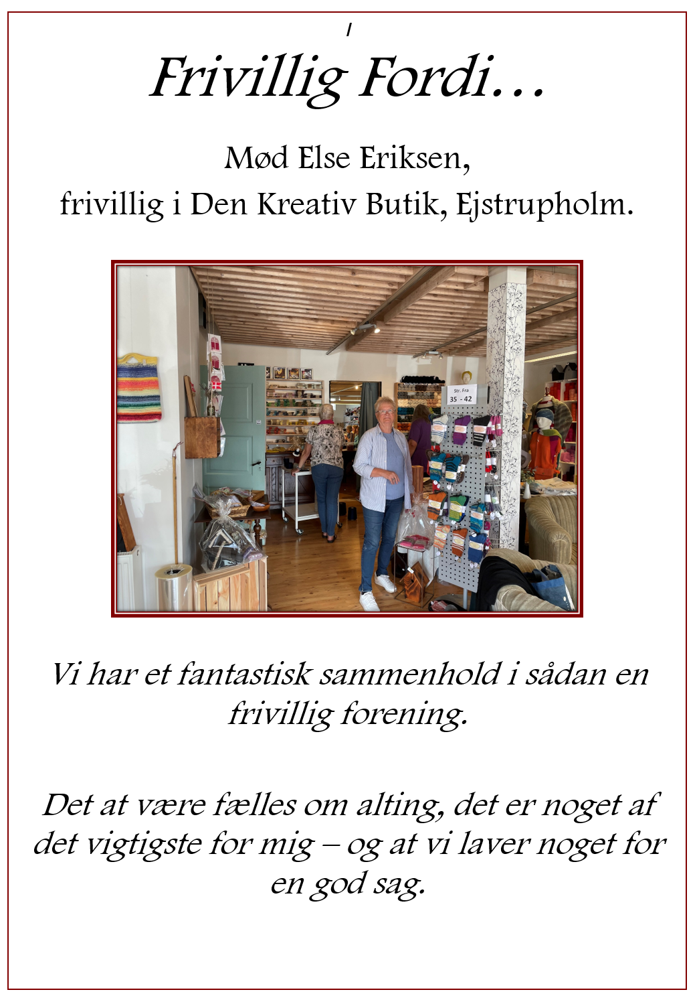 I
Frivillig Fordi...
Mød Else Eriksen,
frivillig i Den Kreativ Butik, Ejstrupholm.
Str. Fra
35 - 42
Vi har et fantastisk sammenhold i sådan en
frivillig forening.
Det at være fælles om alting, det er noget af
det vigtigste for mig – og at vi laver noget for
en god sag.